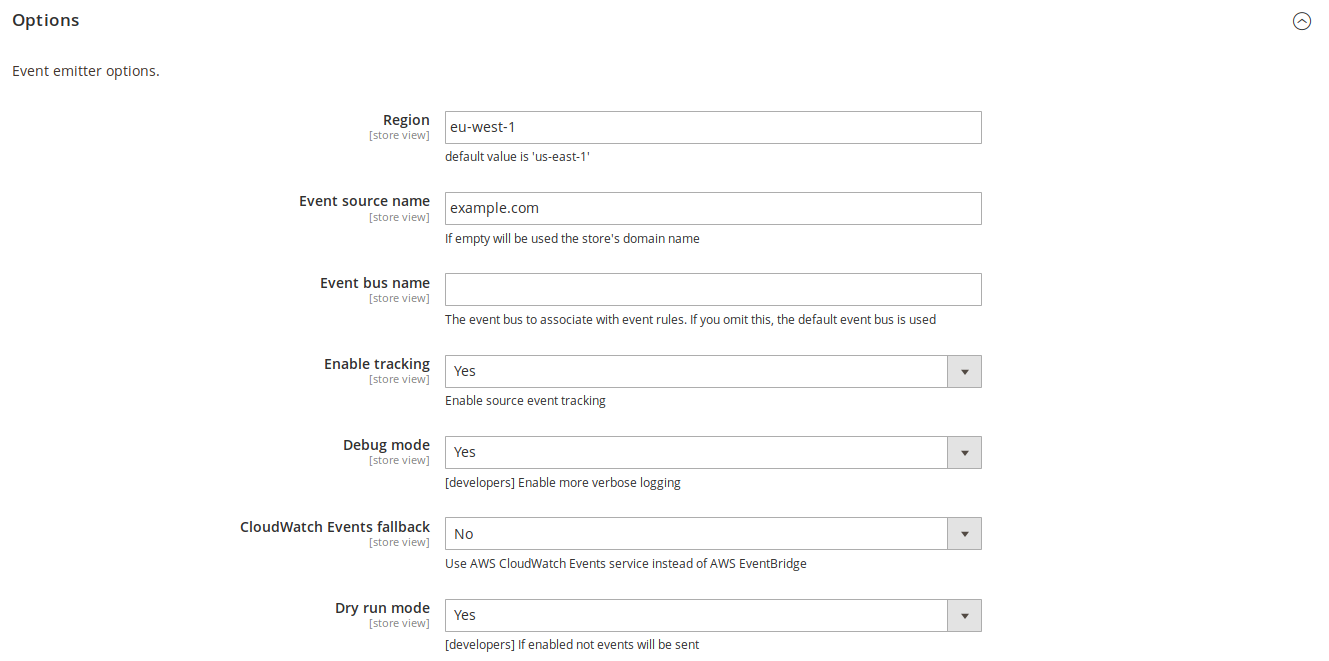 Options
Event emitter options.
Region
[store view]
eu-west-1
default value is 'us-east-1'
Event source name
[store view]
example.com
If empty will be used the store's domain name
Event bus name
[store view]
The event bus to associate with event rules. If you omit this, the default event bus is used
Enable tracking
[store view]
Yes
Enable source event tracking
Debug mode
[store view]
Yes
[developers] Enable more verbose logging
CloudWatch Events fallback
[store view]
No
Use AWS CloudWatch Events service instead of AWS EventBridge
Dry run mode
[store view]
Yes
[developers] If enabled not events will be sent